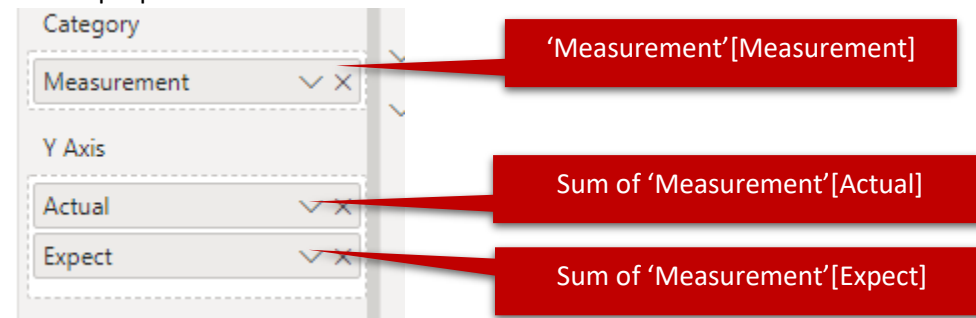 Category
‘Measurement’[Measurement]
Measurement
Y Axis
Sum of ‘Measurement’[Actual]
Actual
Expect
Sum of ‘Measurement’[Expect]